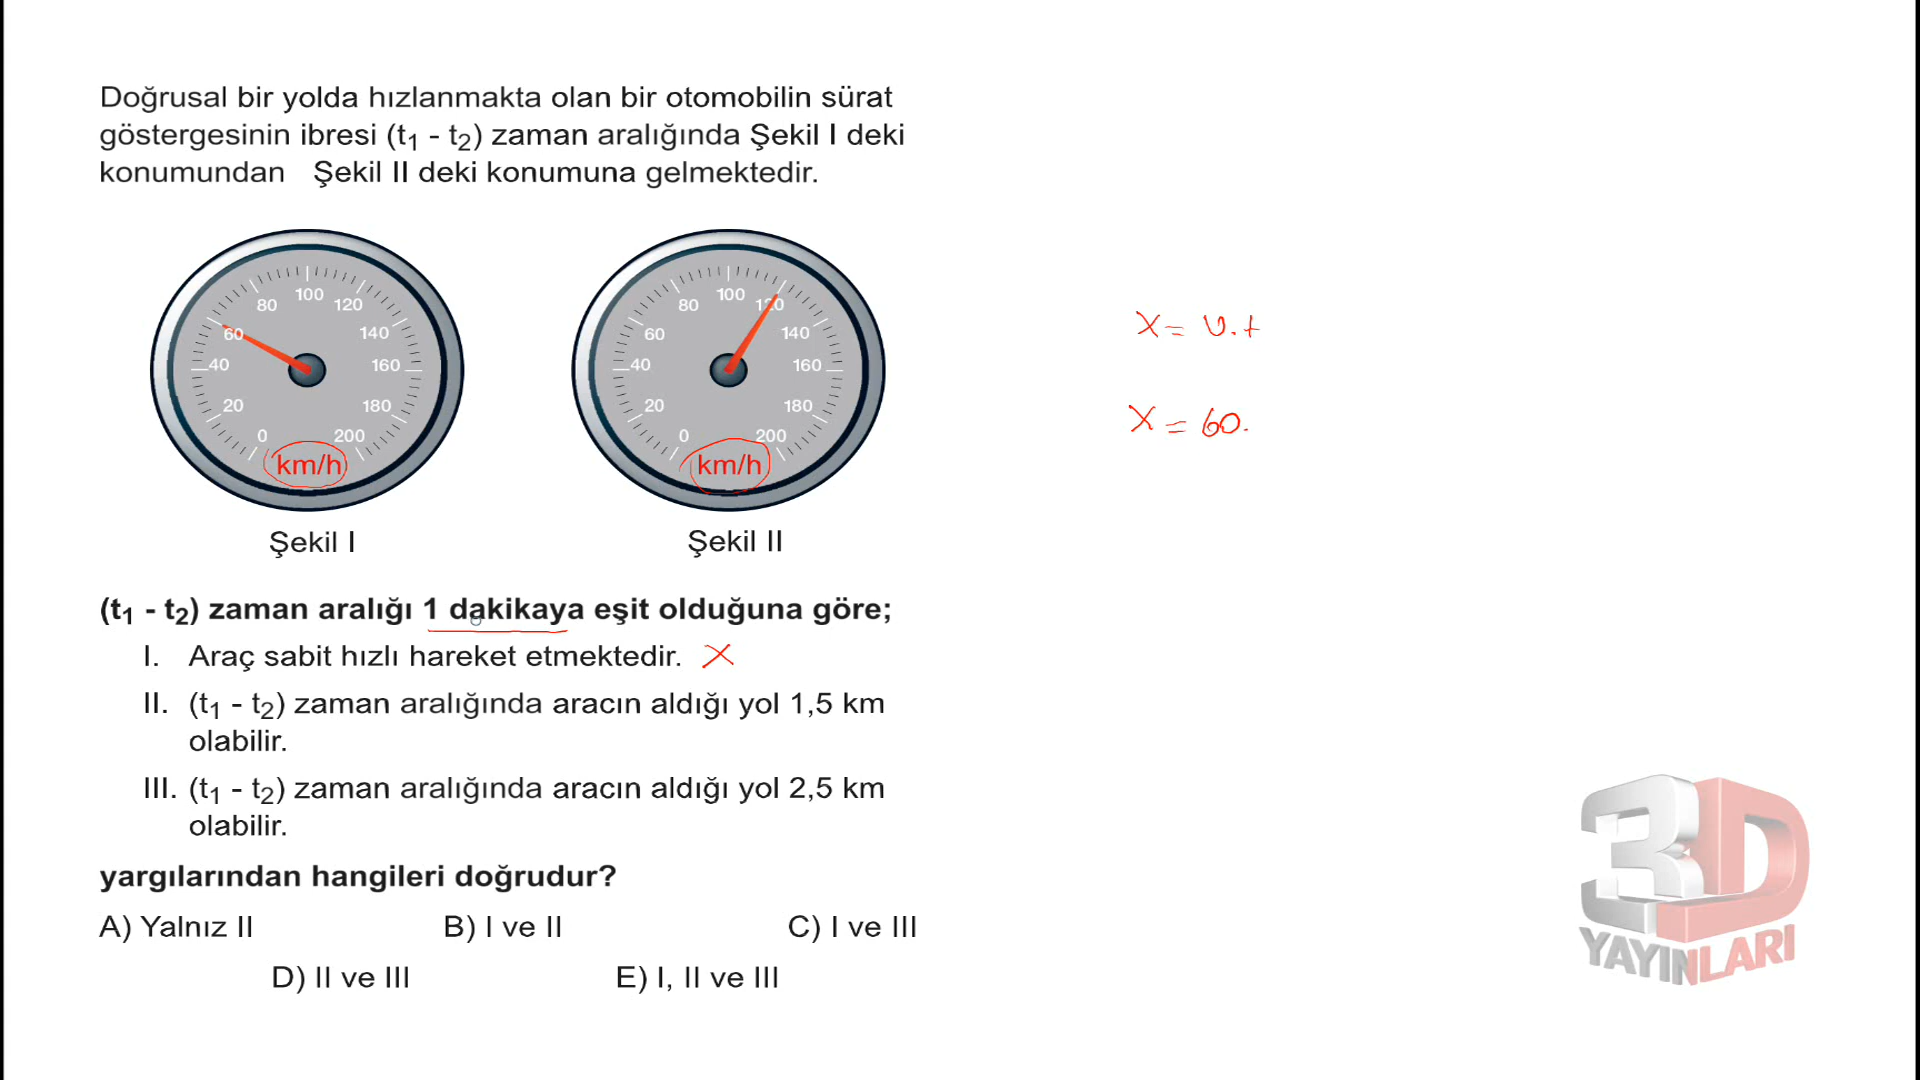 Doğrusal bir yolda hızlanmakta olan bir otomobilin sürat
göstergesinin ibresi (t1 - t2) zaman aralığında Şekil I deki
konumundan Şekil II deki konumuna gelmektedir.
0 20 40 60 80 100 120 140 160 180 200
km/h
Şekil I
0 20 40 60 80 100 120 140 160 180 200
km/h
Şekil II
x = v.t
x = 60.
(t1 - t2) zaman aralığı 1 dakikaya eşit olduğuna göre;
I. Araç sabit hızlı hareket etmektedir. X
II. (t1 - t2) zaman aralığında aracın aldığı yol 1,5 km
olabilir.
III. (t1 - t2) zaman aralığında aracın aldığı yol 2,5 km
olabilir.
yargılarından hangileri doğrudur?
A) Yalnız II B) I ve II C) I ve III
D) II ve III E) I, II ve III
3D
YAYINLARI